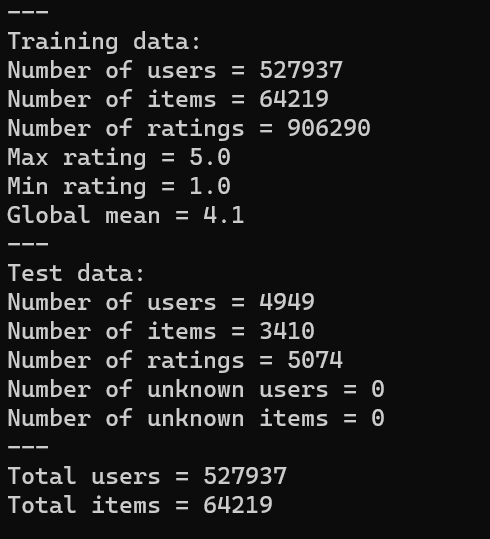 ---
Training data:
Number of users = 527937
Number of items = 64219
Number of ratings = 906290
Max rating = 5.0
Min rating = 1.0
Global mean = 4.1
---
Test data:
Number of users = 4949
Number of items = 3410
Number of ratings = 5074
Number of unknown users = 0
Number of unknown items = 0
---
Total users = 527937
Total items = 64219